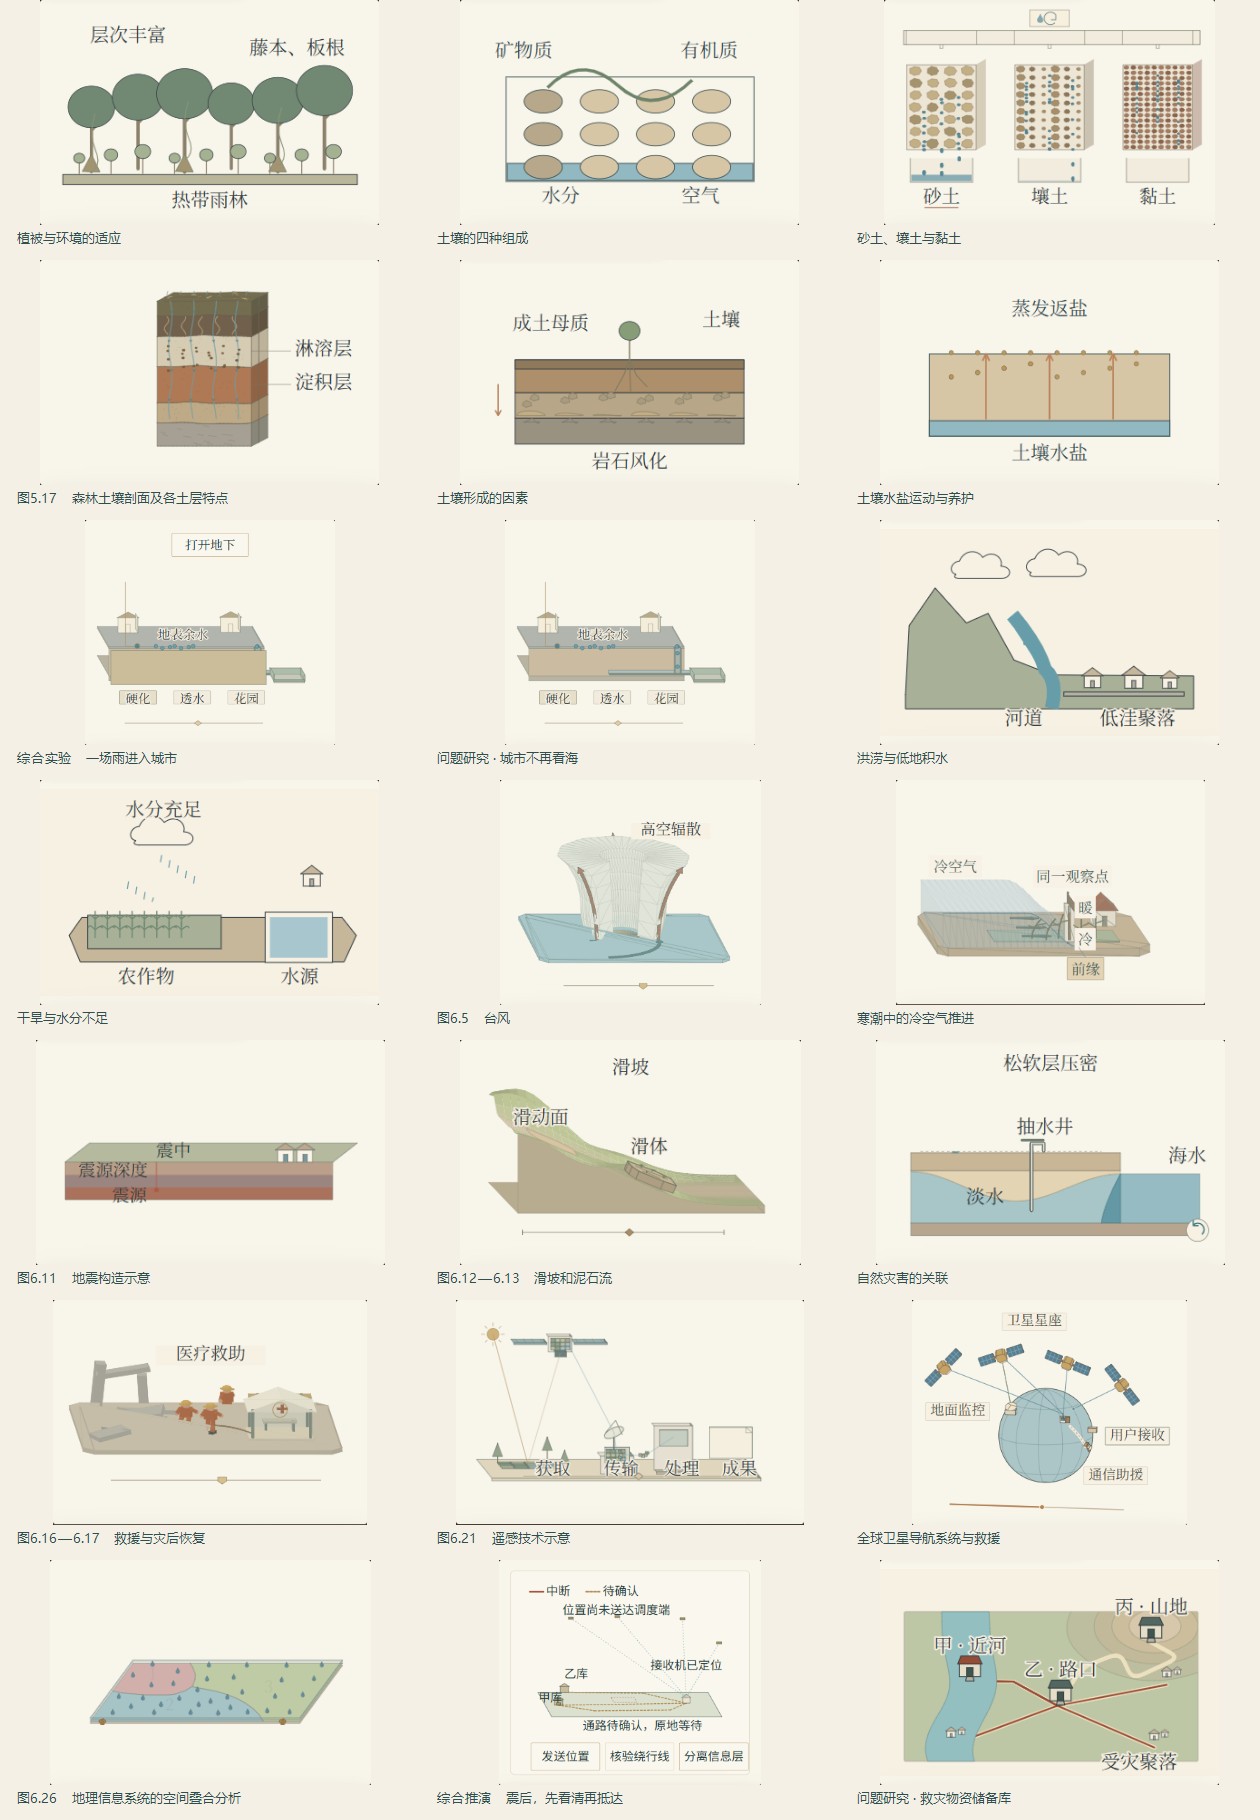 层次丰富
藤本、板根
热带雨林
植被与环境的适应
矿物质
有机质
水分
空气
土壤的四种组成
砂土
壤土
黏土
砂土、壤土与黏土
淋溶层
淀积层
图5.17 森林土壤剖面及各土层特点
成土母质
土壤
岩石风化
土壤形成的因素
蒸发返盐
土壤水盐
土壤水盐运动与养护
打开地下
地表余水
硬化
透水
花园
综合实验 一场雨进入城市
地表余水
硬化
透水
花园
问题研究·城市不再看海
河道
低洼聚落
洪涝与低地积水
水分充足
农作物
水源
干旱与水分不足
高空辐散
图6.5 台风
冷空气
同一观察点
暖
冷
前缘
寒潮中的冷空气推进
震中
震源深度
震源
图6.11 地震构造示意
滑坡
滑动面
滑体
图6.12—6.13 滑坡和泥石流
松软层压密
抽水井
海水
淡水
自然灾害的关联
医疗救助
图6.16—6.17 救援与灾后恢复
获取
传输
处理
成果
图6.21 遥感技术示意
卫星星座
地面监控
用户接收
通信助援
全球卫星导航系统与救援
图6.26 地理信息系统的空间叠合分析
中断
待确认
位置尚未送达调度端
接收机已定位
乙库
甲库
通路待确认，原地等待
发送位置
核验绕行线
分离信息层
综合推演 震后，先看清再抵达
丙·山地
甲·近河
乙·路口
受灾聚落
问题研究·救灾物资储备库